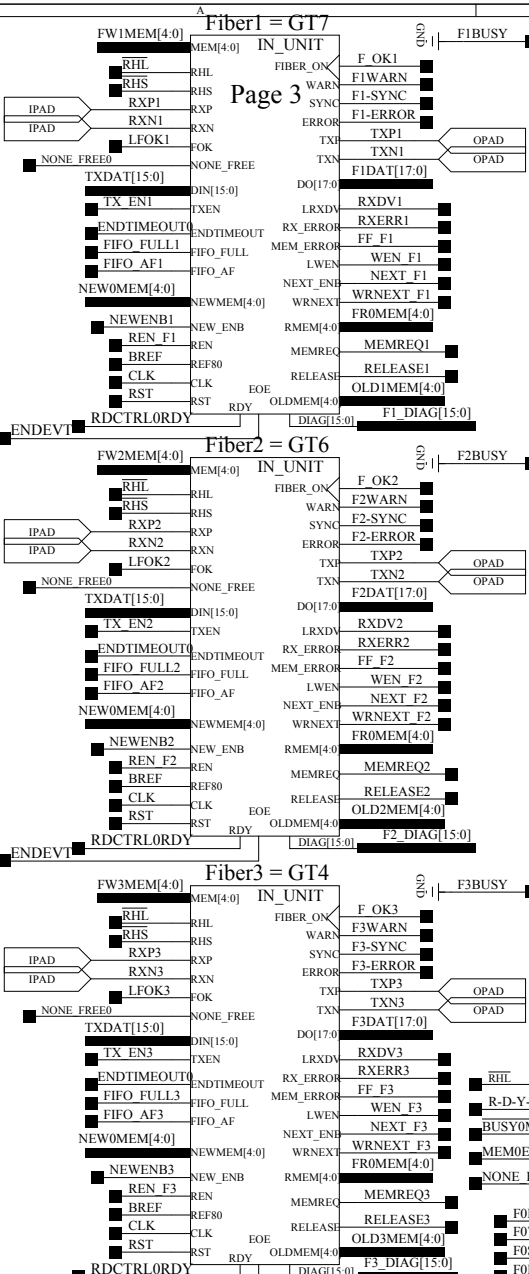 A
Fiber1 = GT7
FW1MEM[4:0] MEM[4:0] IN_UNIT GND F1BUSY
RHL RHL FIBER_ON F_OK1
RHS RHS Page 3 WARN F1WARN
IPAD RXP1 RXP SYNC F1-SYNC
IPAD RXN1 RXN ERROR F1-ERROR
LFOK1 FOK TXP TXP1 OPAD
NONE_FREE0 NONE_FREE TXN TXN1 OPAD
TXDAT[15:0] DIN[15:0] DO[17:0] F1DAT[17:0]
TX_EN1 TXEN LRXDV RXDV1
ENDTIMEOUT0 ENDTIMEOUT RX_ERROR RXERR1
FIFO_FULL1 FIFO_FULL MEM_ERROR FF_F1
FIFO_AF1 FIFO_AF LWEN WEN_F1
NEXT_ENB NEXT_F1
NEW0MEM[4:0] NEWMEM[4:0] WRNEXT WRNEXT_F1
NEWENB1 NEW_ENB RMEM[4:0] FR0MEM[4:0]
REN_F1 REN MEMREQ MEMREQ1
BREF REF80
CLK CLK RELEASE RELEASE1
RST RST EOE OLDMEM[4:0] OLD1MEM[4:0]
RDCTRL0RDY RDY DIAG[15:0] F1_DIAG[15:0]
ENDEVT
Fiber2 = GT6
FW2MEM[4:0] MEM[4:0] IN_UNIT GND F2BUSY
RHL RHL FIBER_ON F_OK2
RHS RHS WARN F2WARN
IPAD RXP2 RXP SYNC F2-SYNC
IPAD RXN2 RXN ERROR F2-ERROR
LFOK2 FOK TXP TXP2 OPAD
NONE_FREE0 NONE_FREE TXN TXN2 OPAD
TXDAT[15:0] DIN[15:0] DO[17:0] F2DAT[17:0]
TX_EN2 TXEN LRXDV RXDV2
ENDTIMEOUT0 ENDTIMEOUT RX_ERROR RXERR2
FIFO_FULL2 FIFO_FULL MEM_ERROR FF_F2
FIFO_AF2 FIFO_AF LWEN WEN_F2
NEXT_ENB NEXT_F2
NEW0MEM[4:0] NEWMEM[4:0] WRNEXT WRNEXT_F2
NEWENB2 NEW_ENB RMEM[4:0] FR0MEM[4:0]
REN_F2 REN MEMREQ MEMREQ2
BREF REF80
CLK CLK RELEASE RELEASE2
RST RST EOE OLDMEM[4:0] OLD2MEM[4:0]
RDCTRL0RDY RDY DIAG[15:0] F2_DIAG[15:0]
ENDEVT
Fiber3 = GT4
FW3MEM[4:0] MEM[4:0] IN_UNIT GND F3BUSY
RHL RHL FIBER_ON F_OK3
RHS RHS WARN F3WARN
IPAD RXP3 RXP SYNC F3-SYNC
IPAD RXN3 RXN ERROR F3-ERROR
LFOK3 FOK TXP TXP3 OPAD
NONE_FREE0 NONE_FREE TXN TXN3 OPAD
TXDAT[15:0] DIN[15:0] DO[17:0] F3DAT[17:0]
TX_EN3 TXEN LRXDV RXDV3
ENDTIMEOUT0 ENDTIMEOUT RX_ERROR RXERR3 RHL
FIFO_FULL3 FIFO_FULL MEM_ERROR FF_F3 R-D-Y-
FIFO_AF3 FIFO_AF LWEN WEN_F3
NEXT_ENB NEXT_F3 BUSY0M
NEW0MEM[4:0] NEWMEM[4:0] WRNEXT WRNEXT_F3 MEM0E
NEWENB3 NEW_ENB RMEM[4:0] FR0MEM[4:0]
REN_F3 REN MEMREQ MEMREQ3
BREF REF80
CLK CLK RELEASE RELEASE3
RST RST EOE OLDMEM[4:0] OLD3MEM[4:0]
RDCTRL0RDY RDY DIAG[15:0] F3_DIAG[15:0]